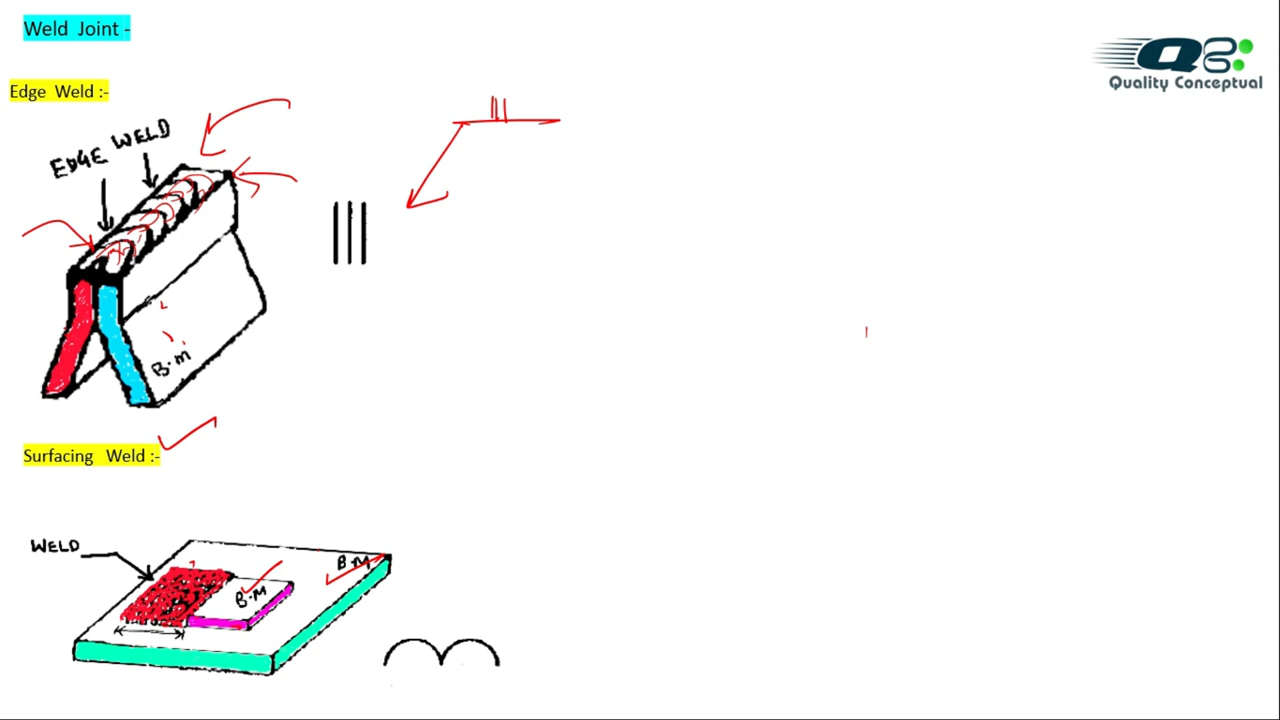 Weld Joint -
Quality Conceptual
Edge Weld :-
EDGE WELD
B.M
Surfacing Weld :-
WELD
B.M
B.M